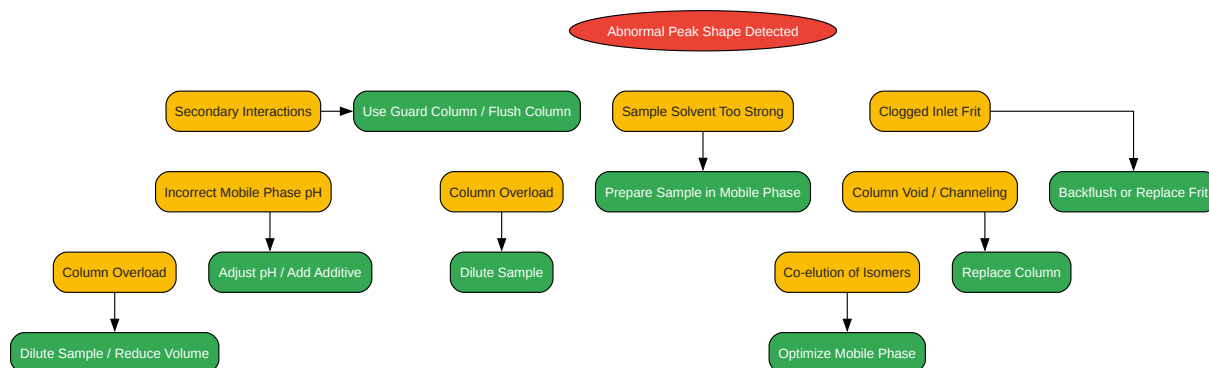 Abnormal Peak Shape Detected
Secondary Interactions
Use Guard Column / Flush Column
Sample Solvent Too Strong
Clogged Inlet Frit
Incorrect Mobile Phase pH
Column Overload
Prepare Sample in Mobile Phase
Column Void / Channeling
Backflush or Replace Frit
Column Overload
Adjust pH / Add Additive
Dilute Sample
Co-elution of Isomers
Replace Column
Dilute Sample / Reduce Volume
Optimize Mobile Phase